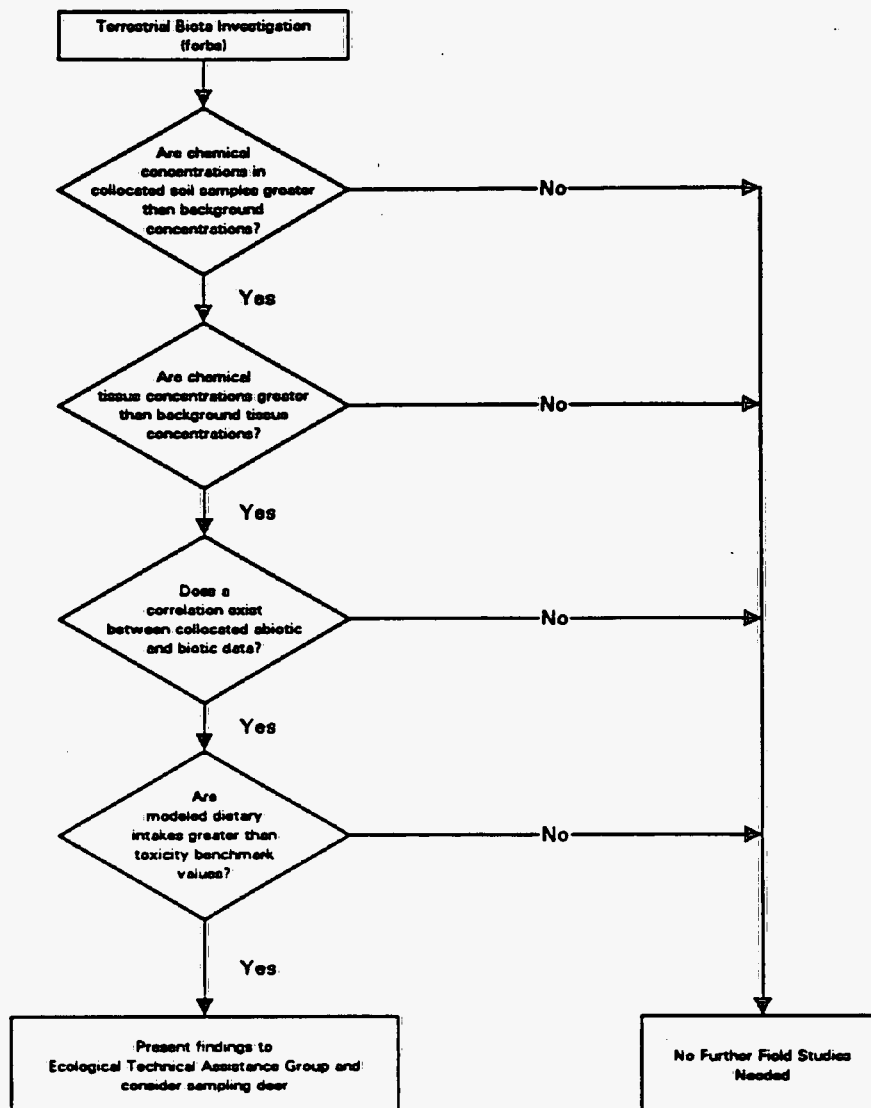 Terrestrial Biota Investigation
(forbs)
Are chemical
concentrations in
collocated soil samples greater
than background
concentrations?
No
Yes
Are chemical
tissue concentrations greater
than background tissue
concentrations?
No
Yes
Does a
correlation exist
between collocated abiotic
and biotic data?
No
Yes
Are
modeled dietary
intakes greater than
toxicity benchmark
values?
No
Yes
Present findings to
Ecological Technical Assistance Group and
consider sampling deer
No Further Field Studies
Needed